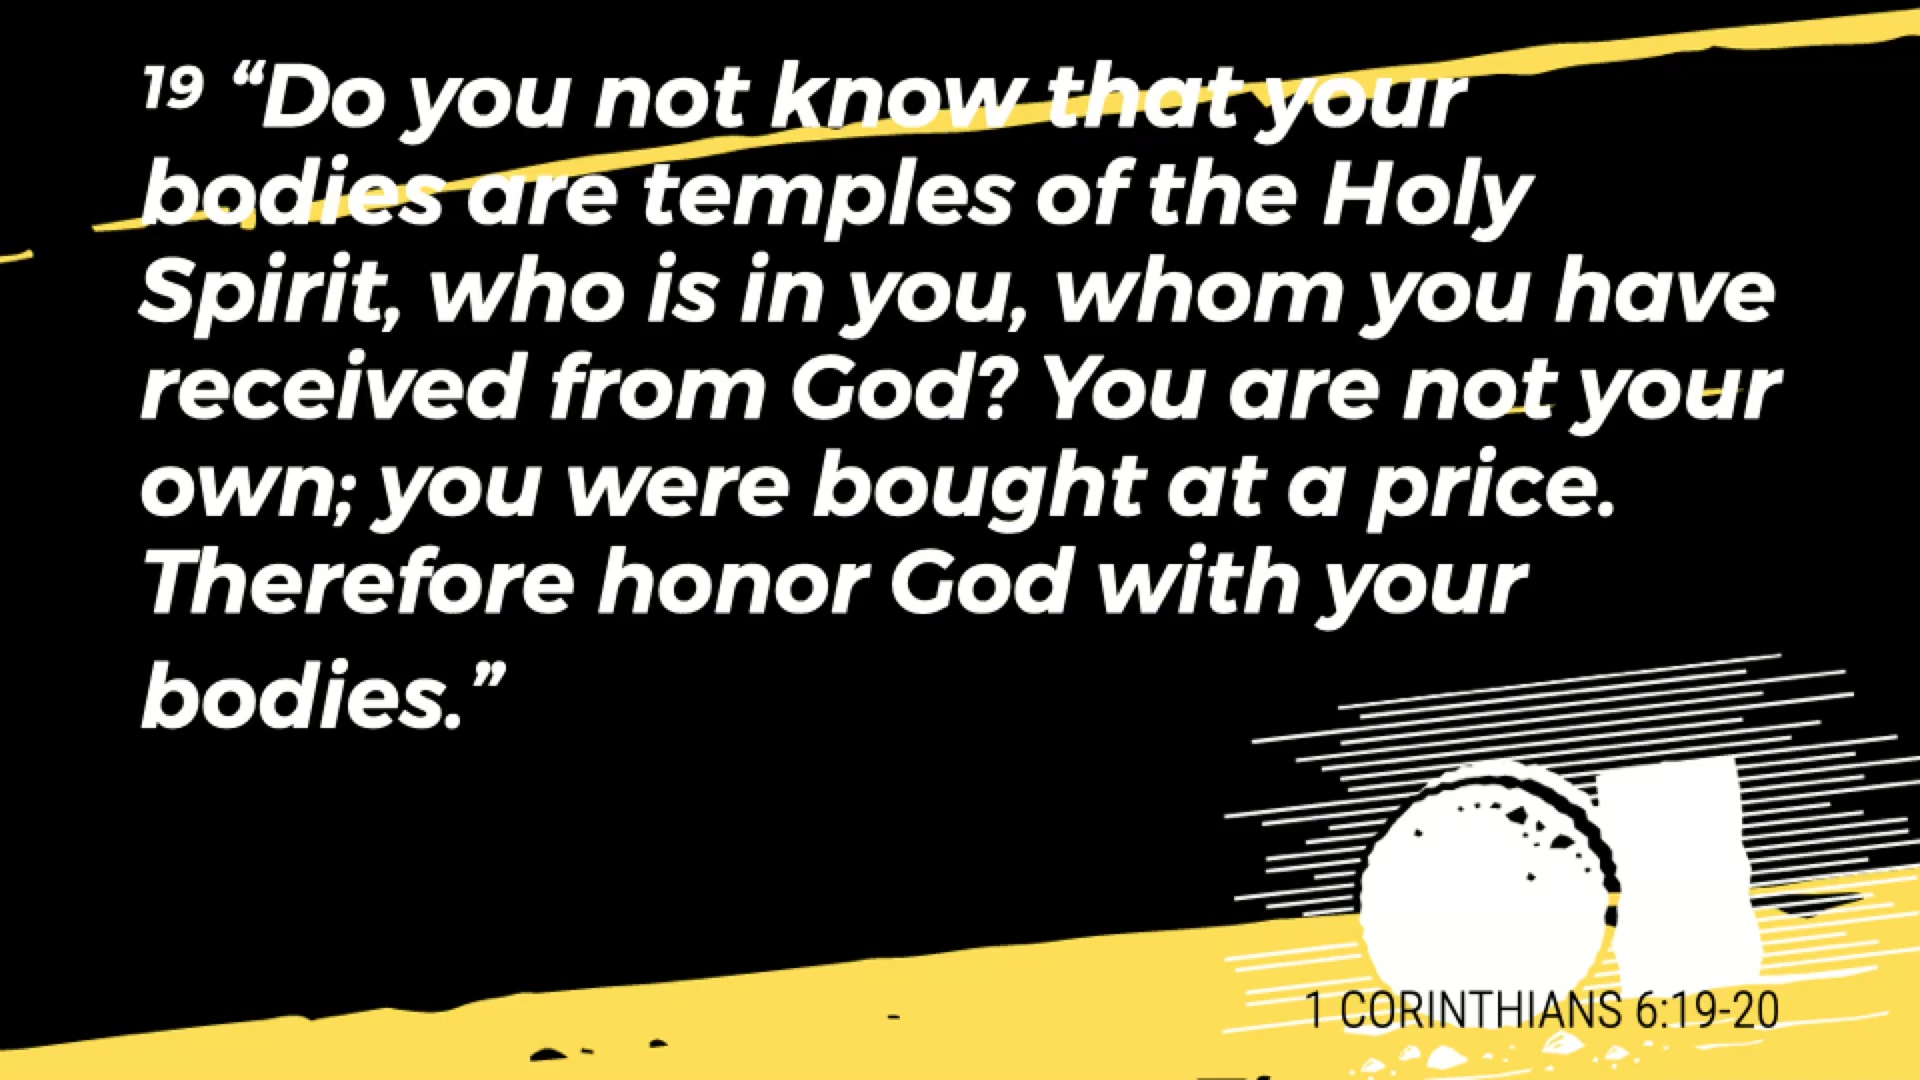 19 “Do you not know that your
bodies are temples of the Holy
Spirit, who is in you, whom you have
received from God? You are not your
own; you were bought at a price.
Therefore honor God with your
bodies.”
1 CORINTHIANS 6:19-20